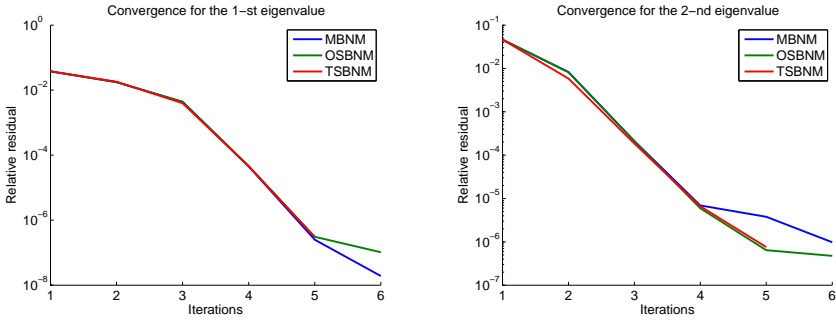 Convergence for the 1−st eigenvalue
10^0
10^−2
10^−4
10^−6
10^−8
Relative residual
MBNM
OSBNM
TSBNM
1 2 3 4 5 6
Iterations
Convergence for the 2−nd eigenvalue
10^−1
10^−2
10^−3
10^−4
10^−5
10^−6
10^−7
Relative residual
MBNM
OSBNM
TSBNM
1 2 3 4 5 6
Iterations